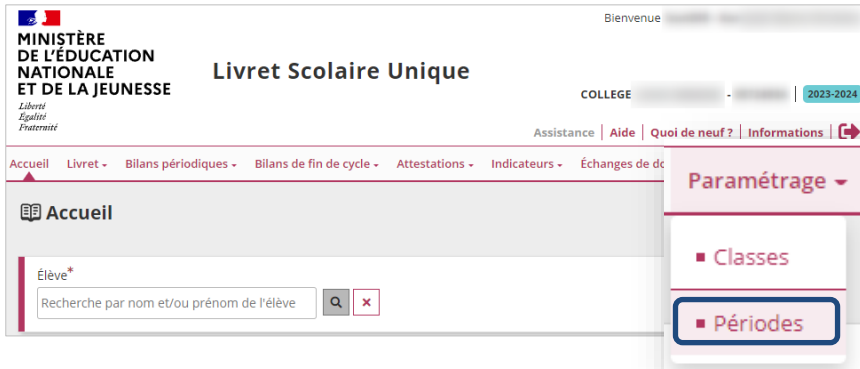 Bienvenue
MINISTÈRE
DE L'ÉDUCATION
NATIONALE
ET DE LA JEUNESSE
Liberté
Égalité
Fraternité
Livret Scolaire Unique
COLLEGE - | 2023-2024
Assistance | Aide | Quoi de neuf ? | Informations |
Accueil Livret Bilans périodiques Bilans de fin de cycle Attestations Indicateurs Échanges de do
Paramétrage
Accueil
Classes
Élève*
Recherche par nom et/ou prénom de l'élève
Périodes